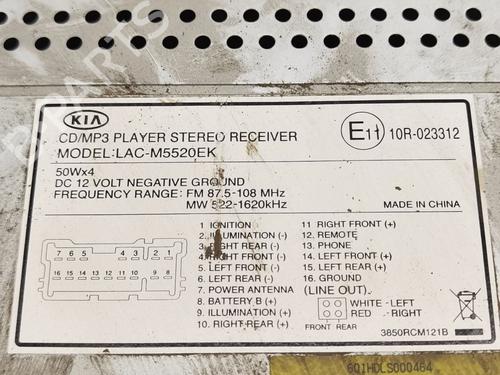 KIA
CD/MP3 PLAYER STEREO RECEIVER
MODEL:LAC-M5520EK
E11 10R-023312
50Wx4
DC 12 VOLT NEGATIVE GROUND
FREQUENCY RANGE: FM 87.5-108 MHz
MW 522-1620kHz
MADE IN CHINA
7 6 5 3 2 1
16 15 14 13 12 11 10 9 8
1 IGNITION
2 ILLUMINATION (-)
3 RIGHT REAR (-)
4 RIGHT FRONT (-)
5 LEFT FRONT (-)
6 LEFT REAR (-)
7 POWER ANTENNA
8 BATTERY B (+)
9 ILLUMINATION (+)
10. RIGHT REAR(+)
11 RIGHT FRONT (+)
12. REMOTE
13. PHONE
14. LEFT FRONT (+)
15. LEFT REAR (+)
16. GROUND
(LINE OUT)
WHITE -LEFT
RED -RIGHT
FRONT REAR
3850RCM121B
6Q1HDLS000464